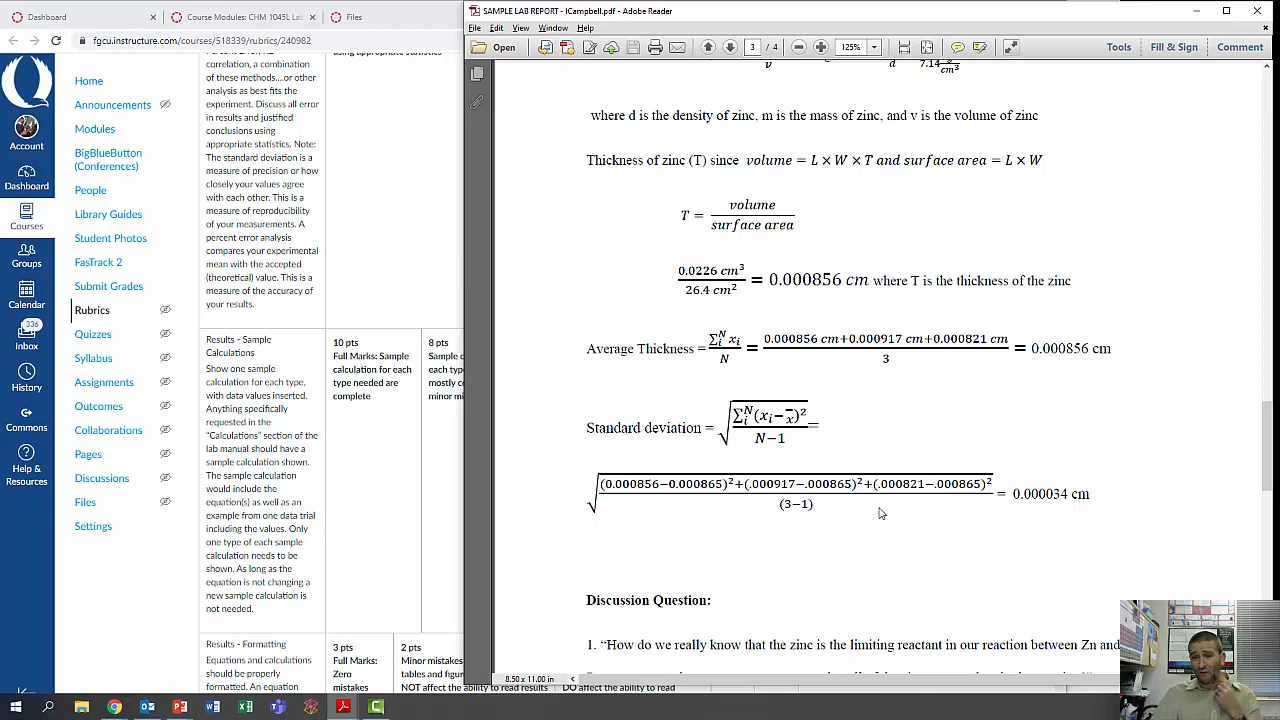 Dashboard
Course Modules: CHM 1045L Lab
Files
fgcu.instructure.com/courses/518339/rubrics/240982
Account
Dashboard
Courses
Groups
Calendar
336
Inbox
History
Commons
Help &
Resources
Home
Announcements
Modules
BigBlueButton
(Conferences)
People
Library Guides
Student Photos
FasTrack 2
Submit Grades
Rubrics
Quizzes
Syllabus
Assignments
Outcomes
Collaborations
Pages
Discussions
Files
Settings
correlation, a combination
of these methods....or other
analysis as best fits the
experiment. Discuss all error
in results and justified
conclusions using
appropriate statistics. Note:
The standard deviation is a
measure of precision or how
closely your values agree
with each other. This is a
measure of reproducibility
of your measurements. A
percent error analysis
compares your experimental
mean with the accepted
(theoretical) value. This is a
measure of the accuracy of
your results.
Results - Sample
Calculations
Show one sample
calculation for each type,
with data values inserted.
Anything specifically
requested in the
"Calculations" section of the
lab manual should have a
sample calculation shown.
The sample calculation
would include the
equation(s) as well as an
example from one data trial
including the values. Only
one type of each sample
calculation needs to be
shown. As long as the
equation is not changing a
new sample calculation is
not needed.
10 pts
Full Marks: Sample
calculation for each
type needed are
complete
8 pts
Sample c
mostly co
minor mi
Results - Formatting
Equations and calculations
should be properly
formatted. An equation
3 pts
Full Marks:
Zero
mistakes
2 pts
Minor mistakes
tables and figur
NOT affect the ability to read results
DO affect the ability to read
SAMPLE LAB REPORT - ICampbell.pdf - Adobe Reader
File Edit View Window Help
Open
3 / 4
125%
Tools
Fill & Sign
Comment
v d 7.14 cm³
where d is the density of zinc, m is the mass of zinc, and v is the volume of zinc
Thickness of zinc (T) since volume = L × W × T and surface area = L × W
T = volume / surface area
0.0226 cm³ / 26.4 cm² = 0.000856 cm where T is the thickness of the zinc
Average Thickness = ∑ᵢᴺ xᵢ / N = 0.000856 cm+0.000917 cm+0.000821 cm / 3 = 0.000856 cm
Standard deviation = √ ∑ᵢᴺ(xᵢ−x̅)² / N−1 =
√ (0.000856−0.000865)²+(.000917−.000865)²+(.000821−.000865)² / (3−1) = 0.000034 cm
Discussion Question:
1. “How do we really know that the zinc is the limiting reactant in our reaction between Zn and
8.50 x 11.00 in